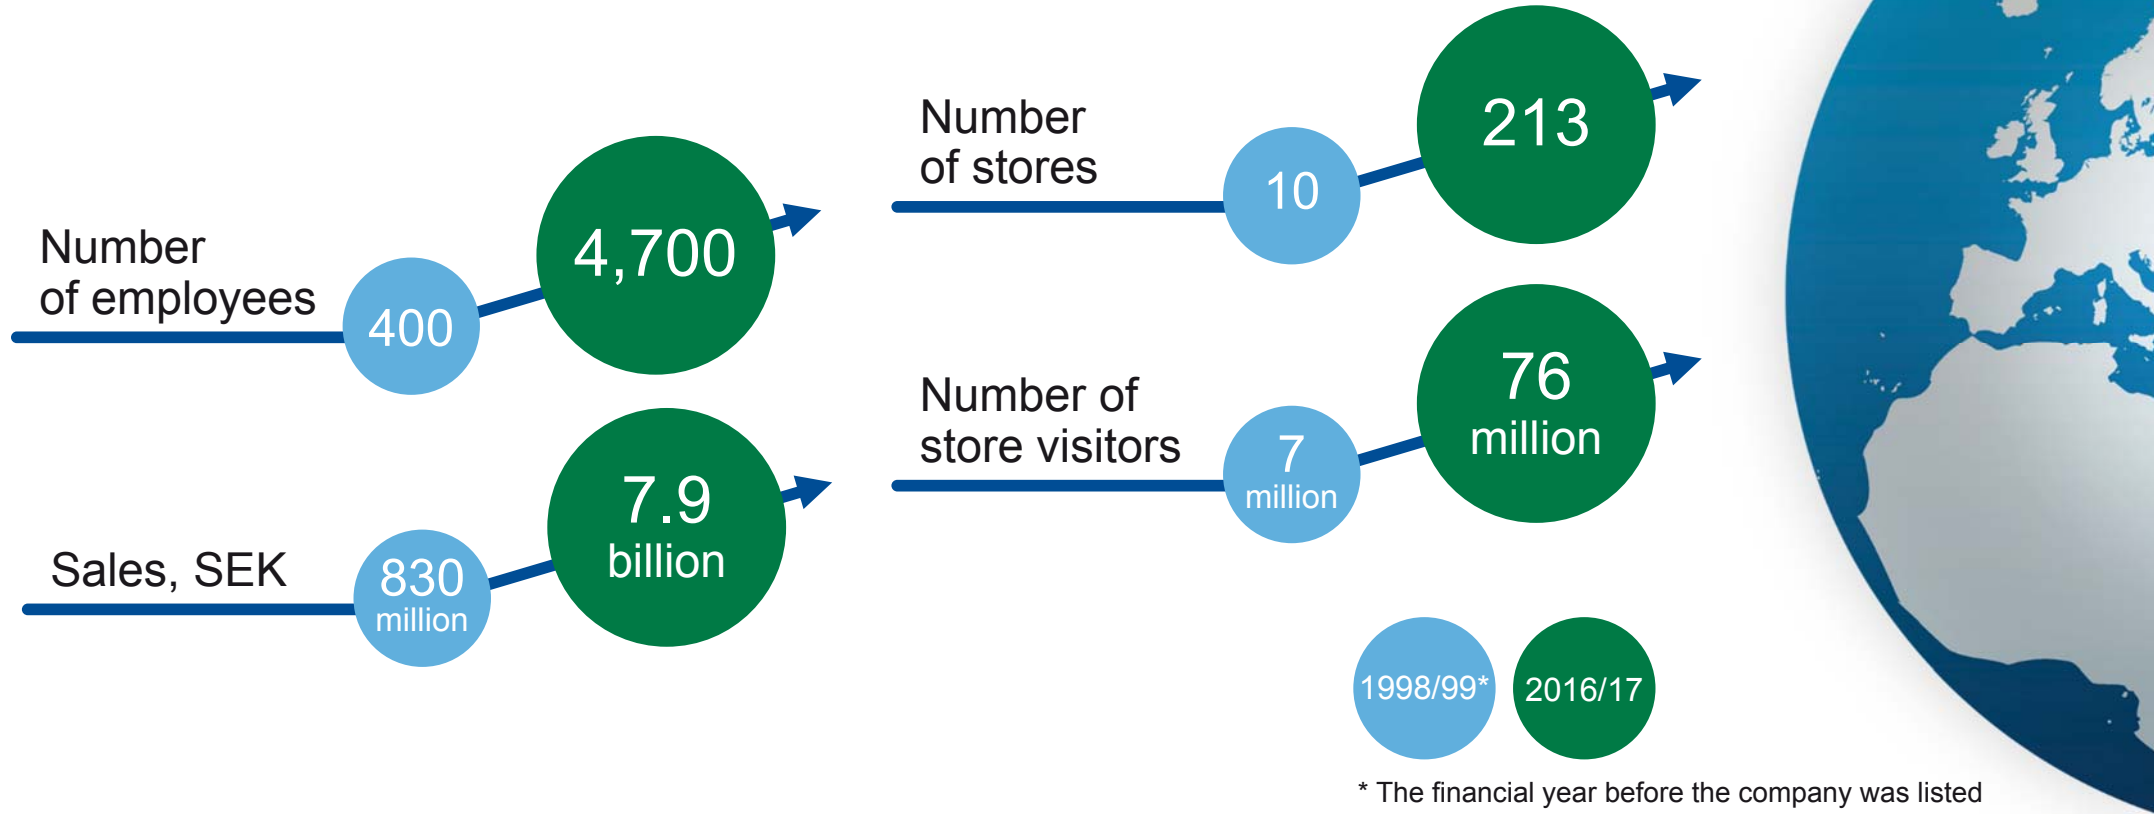 Number
of employees
400
4,700
Sales, SEK
830
million
7.9
billion
Number
of stores
10
213
Number of
store visitors
7
million
76
million
1998/99*
2016/17
* The financial year before the company was listed